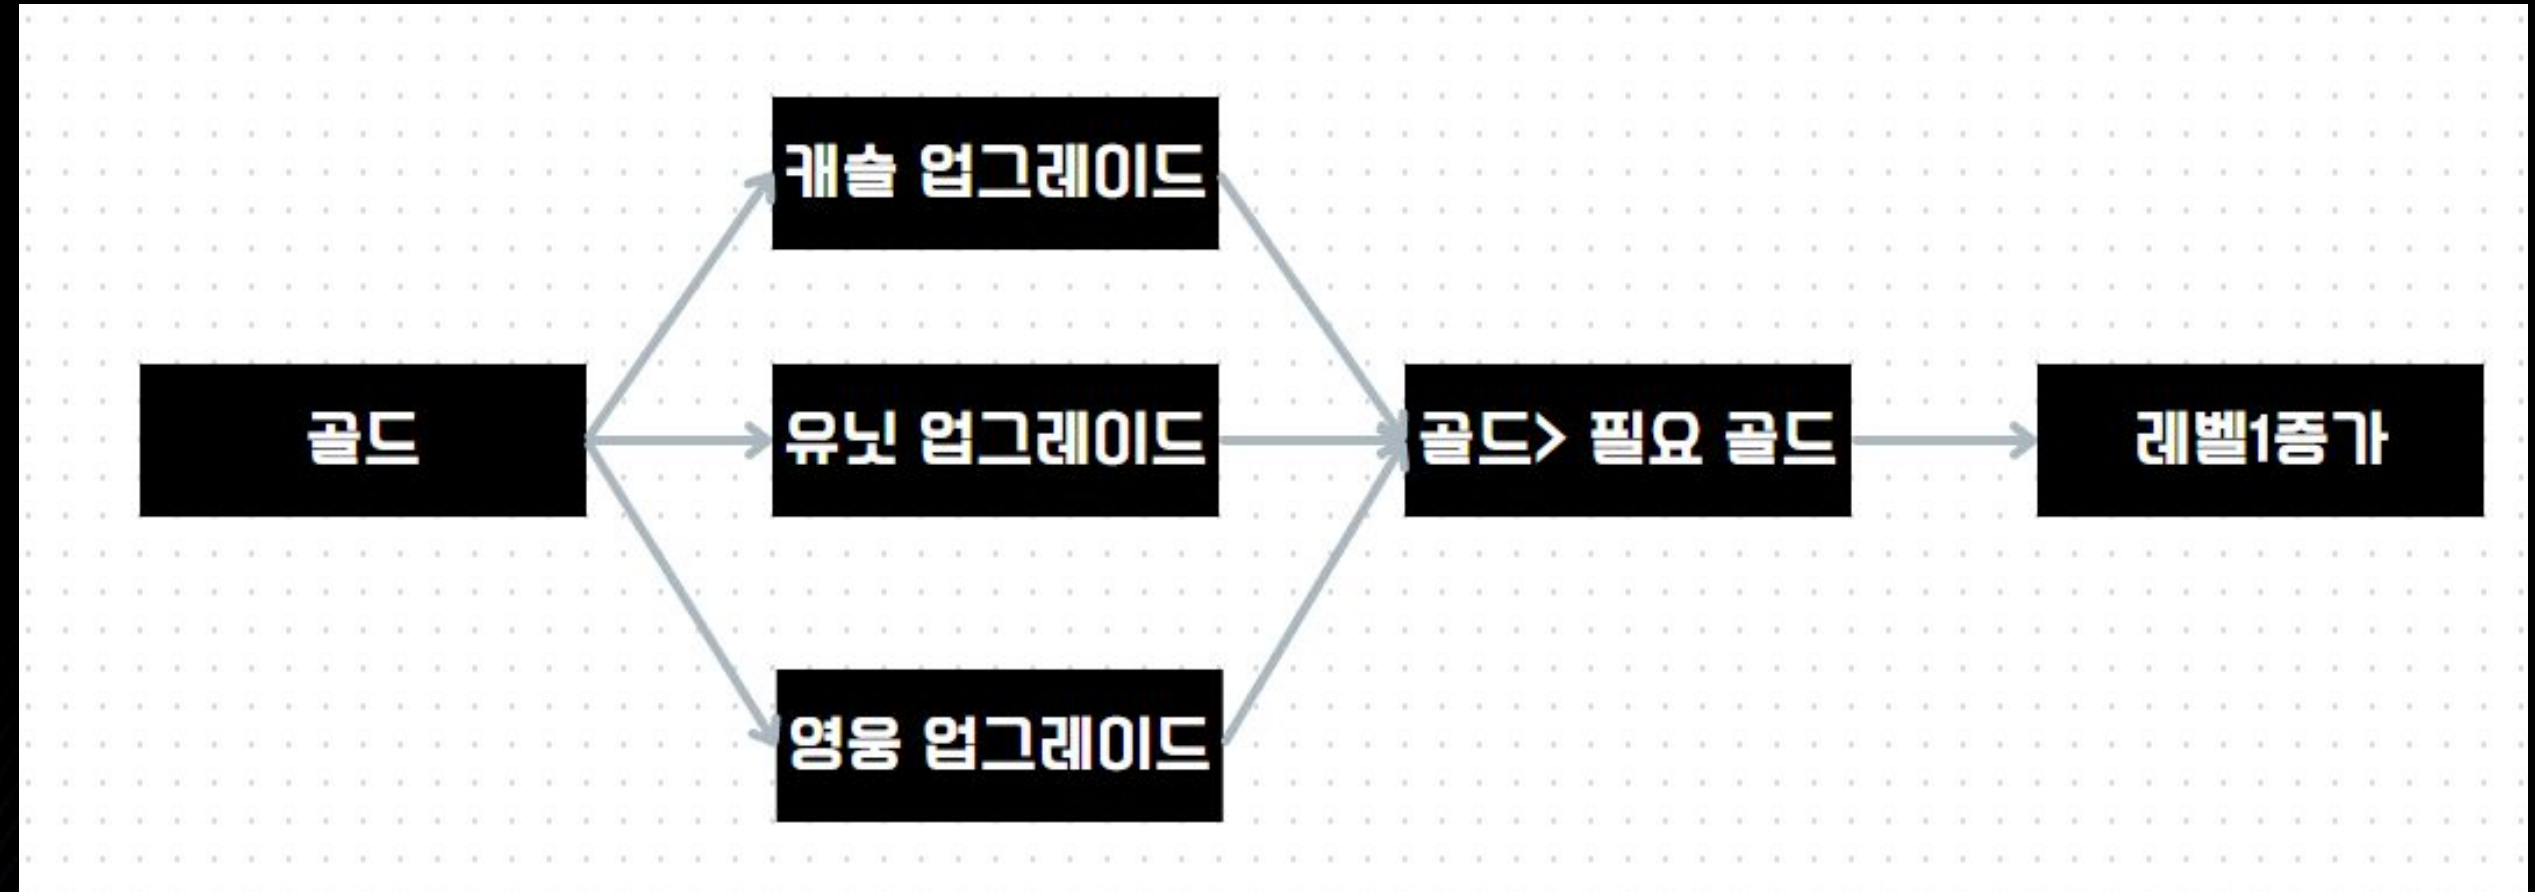 캐슬 업그레이드
골드
유닛 업그레이드
골드> 필요 골드
레벨1증가
영웅 업그레이드